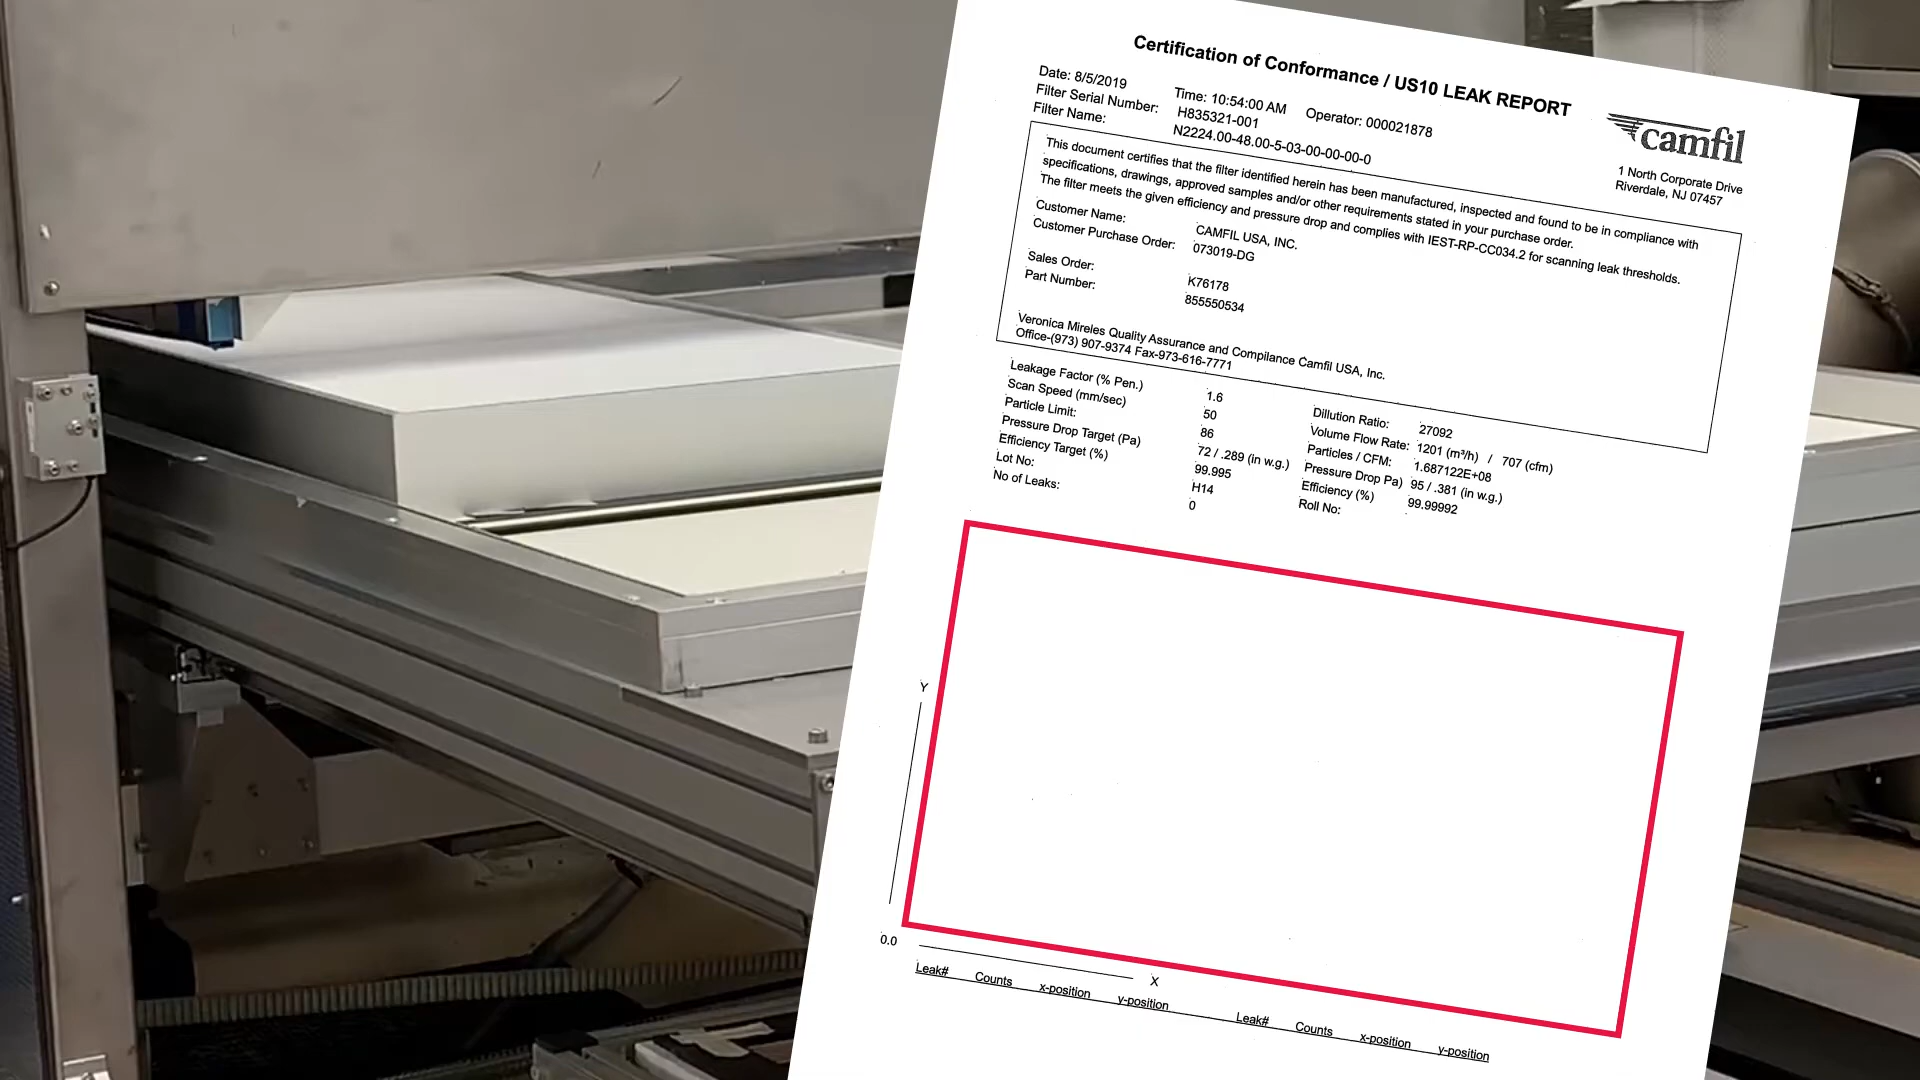 Certification of Conformance / US10 LEAK REPORT
camfil
1 North Corporate Drive
Riverdale, NJ 07457
Date: 8/5/2019 Time: 10:54:00 AM Operator: 000021878
Filter Serial Number: H835321-001
Filter Name: N2224.00-48.00-5-03-00-00-00-0
This document certifies that the filter identified herein has been manufactured, inspected and found to be in compliance with
specifications, drawings, approved samples and/or other requirements stated in your purchase order.
The filter meets the given efficiency and pressure drop and complies with IEST-RP-CC034.2 for scanning leak thresholds.
Customer Name: CAMFIL USA, INC.
Customer Purchase Order: 073019-DG
Sales Order: K76178
Part Number: 855550534
Veronica Mireles Quality Assurance and Compilance Camfil USA, Inc.
Office-(973) 907-9374 Fax-973-616-7771
Leakage Factor (% Pen.) 1.6 Dillution Ratio: 27092
Scan Speed (mm/sec) 50 Volume Flow Rate: 1201 (m³/h) / 707 (cfm)
Particle Limit: 86 Particles / CFM: 1.687122E+08
Pressure Drop Target (Pa) 72 / .289 (in w.g.) Pressure Drop Pa) 95 / .381 (in w.g.)
Efficiency Target (%) 99.995 Efficiency (%) 99.99992
Lot No: H14 Roll No:
No of Leaks: 0
Y
0.0
X
Leak# Counts x-position y-position Leak# Counts x-position y-position